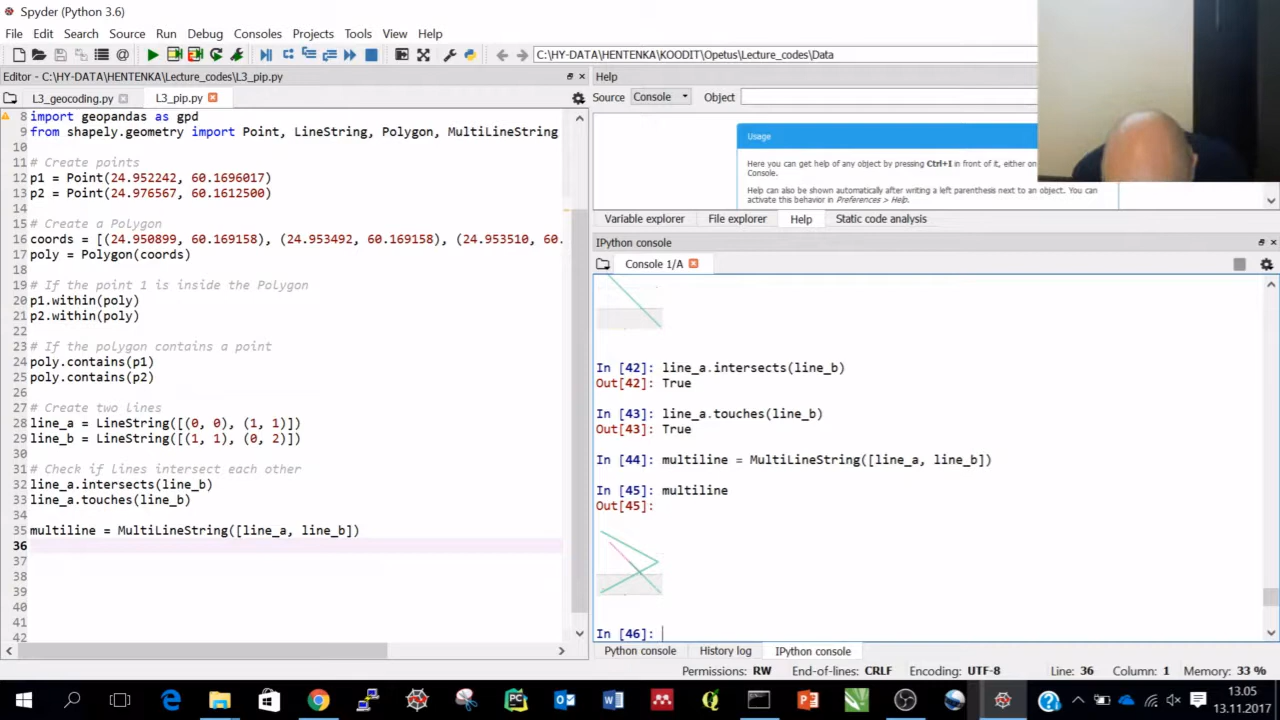 Spyder (Python 3.6)
File Edit Search Source Run Debug Consoles Projects Tools View Help
C:\HY-DATA\HENTENKA\KOODIT\Opetus\Lecture_codes\Data
Editor - C:\HY-DATA\HENTENKA\Lecture_codes\L3_pip.py
L3_geocoding.py L3_pip.py
8 import geopandas as gpd
9 from shapely.geometry import Point, LineString, Polygon, MultiLineString
10
11 # Create points
12 p1 = Point(24.952242, 60.1696017)
13 p2 = Point(24.976567, 60.1612500)
14
15 # Create a Polygon
16 coords = [(24.950899, 60.169158), (24.953492, 60.169158), (24.953510, 60.
17 poly = Polygon(coords)
18
19 # If the point 1 is inside the Polygon
20 p1.within(poly)
21 p2.within(poly)
22
23 # If the polygon contains a point
24 poly.contains(p1)
25 poly.contains(p2)
26
27 # Create two lines
28 line_a = LineString([(0, 0), (1, 1)])
29 line_b = LineString([(1, 1), (0, 2)])
30
31 # Check if lines intersect each other
32 line_a.intersects(line_b)
33 line_a.touches(line_b)
34
35 multiline = MultiLineString([line_a, line_b])
36
37
38
39
40
41
42
Help
Source Console Object
Usage
Here you can get help of any object by pressing Ctrl+I in front of it, either on
Console.
Help can also be shown automatically after writing a left parenthesis next to an object. You can
activate this behavior in Preferences > Help.
Variable explorer File explorer Help Static code analysis
IPython console
Console 1/A
In [42]: line_a.intersects(line_b)
Out[42]: True
In [43]: line_a.touches(line_b)
Out[43]: True
In [44]: multiline = MultiLineString([line_a, line_b])
In [45]: multiline
Out[45]:
In [46]:
Python console History log IPython console
Permissions: RW End-of-lines: CRLF Encoding: UTF-8 Line: 36 Column: 1 Memory: 33 %
13.05
13.11.2017